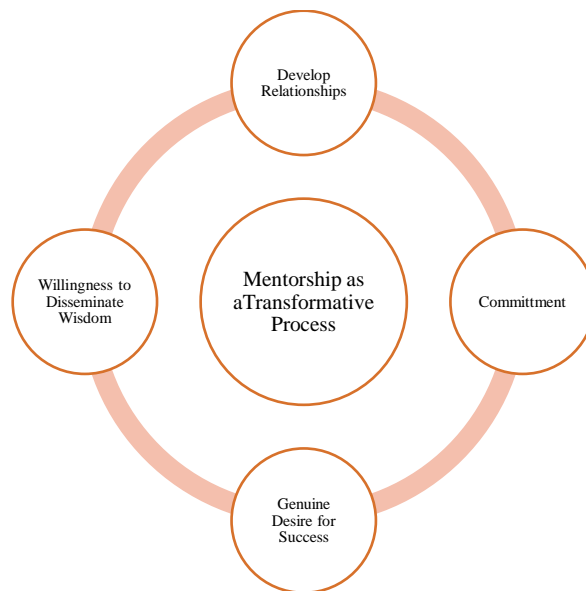 Develop
Relationships
Willingness to
Disseminate
Wisdom
Mentorship as
aTransformative
Process
Committment
Genuine
Desire for
Success